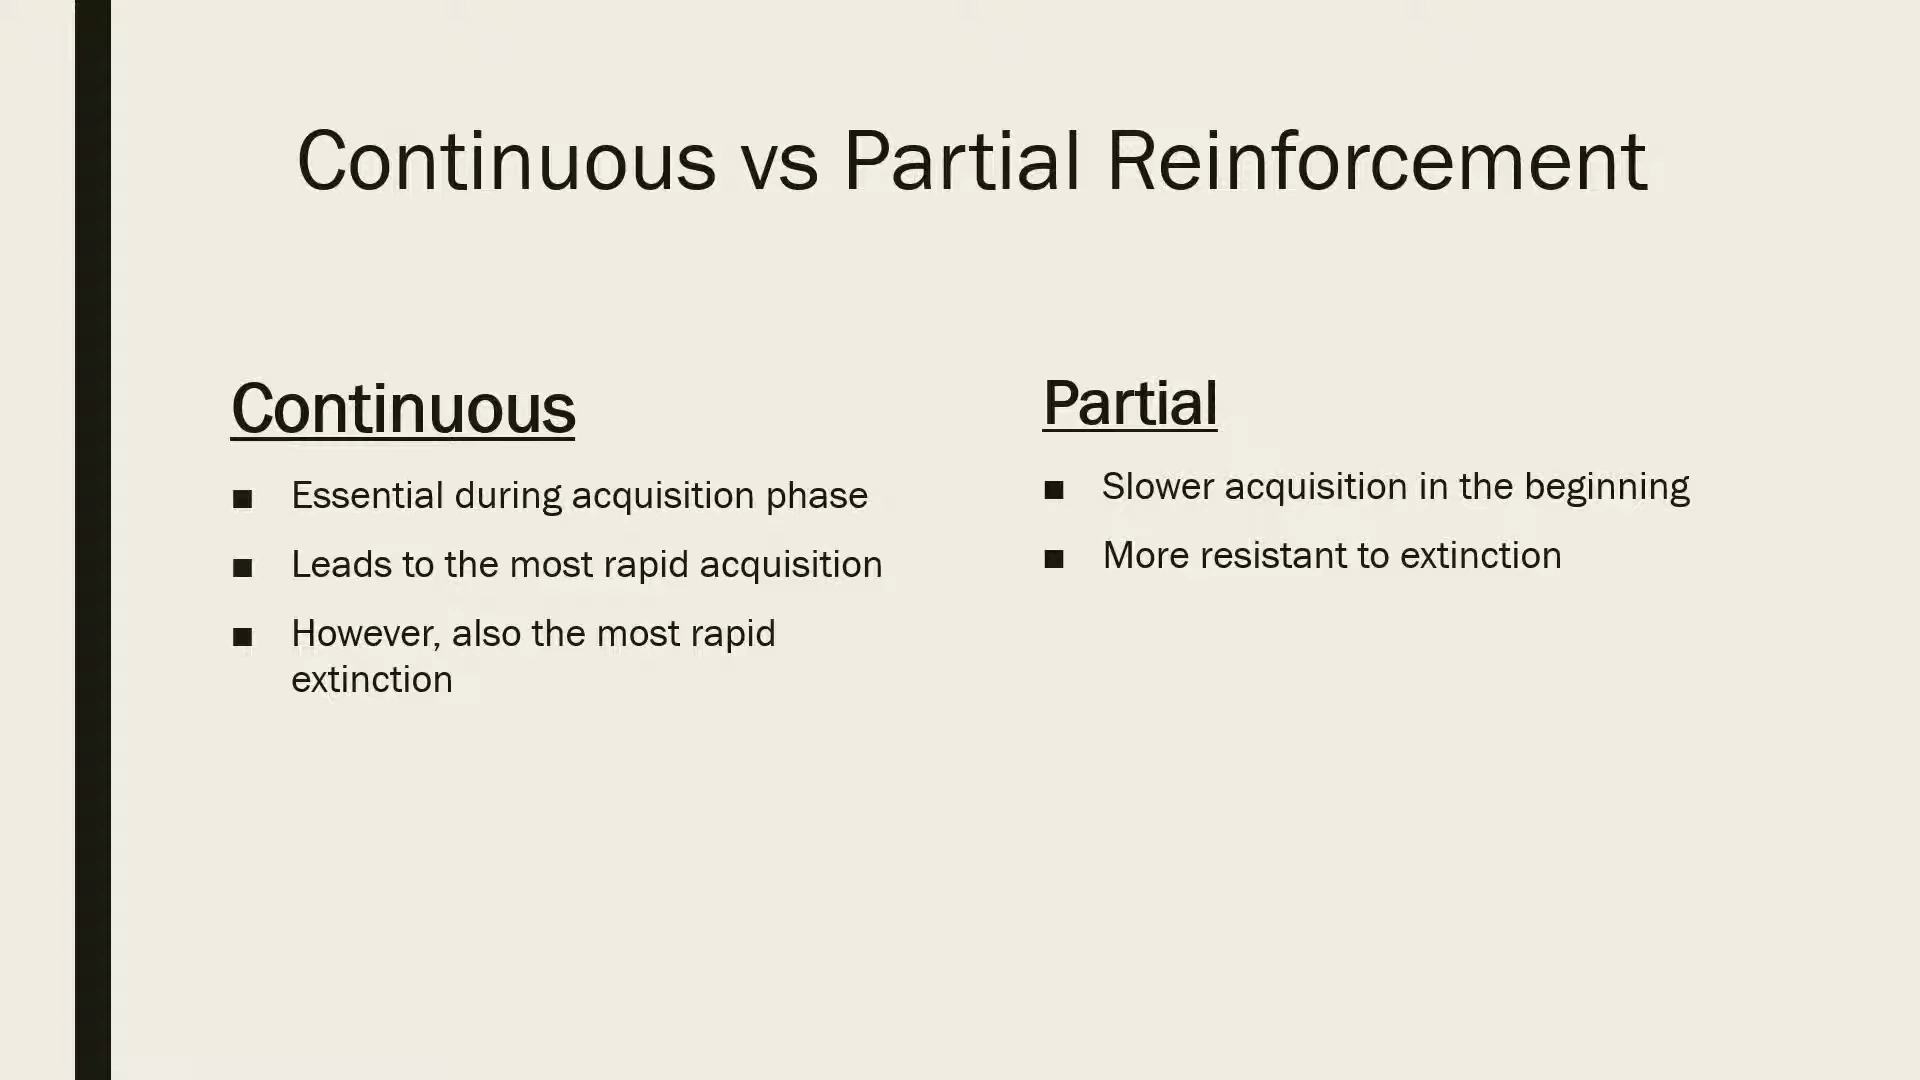 Continuous vs Partial Reinforcement
Continuous
■ Essential during acquisition phase
■ Leads to the most rapid acquisition
■ However, also the most rapid
extinction
Partial
■ Slower acquisition in the beginning
■ More resistant to extinction